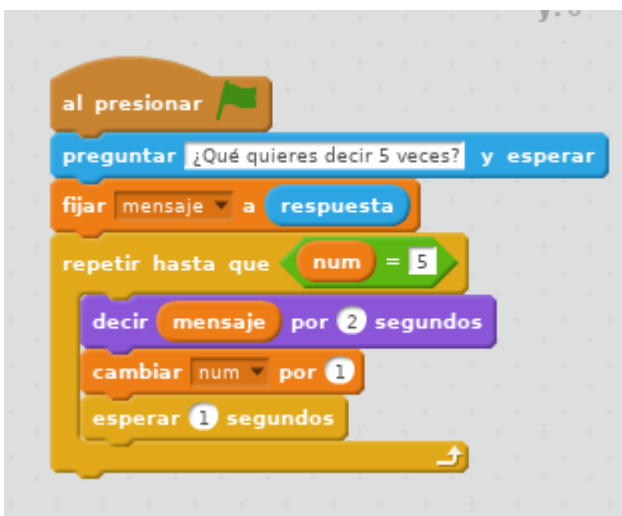 al presionar
preguntar ¿Qué quieres decir 5 veces? y esperar
fijar mensaje a respuesta
repetir hasta que num = 5
decir mensaje por 2 segundos
cambiar num por 1
esperar 1 segundos